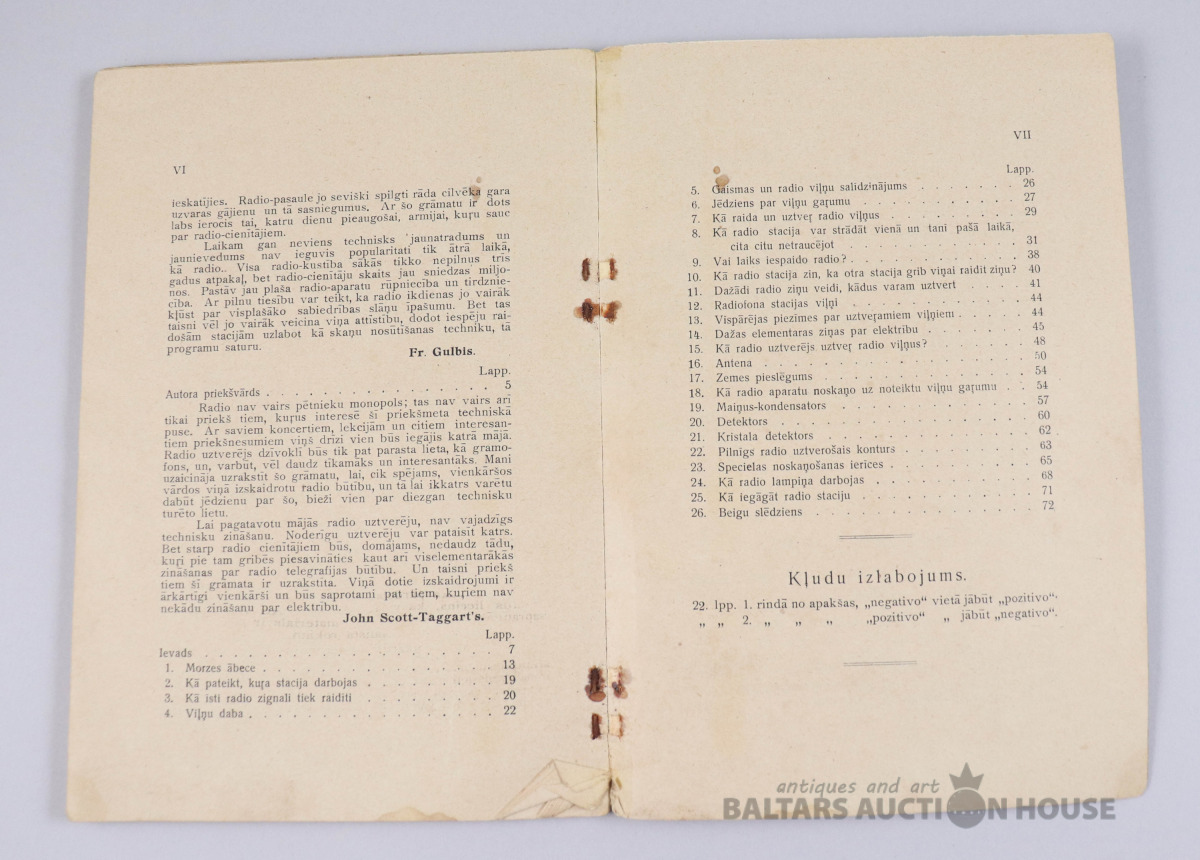 VI
ieskatījies. Radio-pasaule jo seviški spilgti rāda cilvēka gara
uzvaras gājienu un tā sasniegumus. Ar šo grāmatu ir dots
labs ierocis tai, katru dienu pieaugošai, armijai, kuŗu sauc
par radio-cienītājiem.
Laikam gan neviens technisks jaunatradums un
jaunievedums nav ieguvis popularitati tik ātrā laikā,
kā radio.. Visa radio-kustība sākās tikko nepilnus trīs
gadus atpakaļ, bet radio-cienītāju skaits jau sniedzas miljo-
nos. Pastāv jau plaša radio-aparatu rūpniecība un tirdznie-
cība. Ar pilnu tiesību var teikt, ka radio ikdienas jo vairāk
kļūst par visplašāko sabiedrības slāņu īpašumu. Bet tas
taisni vēl jo vairāk veicina viņa attīstību, dodot iespēju rai-
došām stacijām uzlabot kā skaņu nosūtīšanas techniku, tā
programu saturu.
Fr. Gulbis.
Lapp.
Autora priekšvārds . . . . . . . . . . . . . . . 5
Radio nav vairs pētnieku monopols; tas nav vairs arī
tikai priekš tiem, kuŗus interesē šī priekšmeta techniskā
puse. Ar saviem koncertiem, lekcijām un citiem interesan-
tiem priekšnesumiem viņš drīzi vien būs iegājis katrā mājā.
Radio uztverējs dzīvoklī būs tik pat parasta lieta, kā gramo-
fons, un, varbūt, vēl daudz tīkamāks un interesantāks. Mani
uzaicināja uzrakstīt šo grāmatu, lai, cik spējams, vienkāršos
vārdos viņā izskaidrotu radio būtību, un tā lai ikkatrs varētu
dabūt jēdzienu par šo, bieži vien par diezgan technisku
turēto lietu.
Lai pagatavotu mājās radio uztverēju, nav vajadzīgs
technisku zināšanu. Noderīgu uztverēju var pataisīt katrs.
Bet starp radio cienītājiem būs, domājams, nedaudz tādu,
kuŗi pie tam gribēs piesavināties kaut arī viselementarākās
zināšanas par radio telegrafijas būtību. Un taisni priekš
tiem šī grāmata ir uzrakstīta. Viņā dotie izskaidrojumi ir
ārkārtīgi vienkārši un būs saprotami pat tiem, kuŗiem nav
nekādu zināšanu par elektrību.
John Scott-Taggart's.
Lapp.
Ievads . . . . . . . . . . . . . . . . . 7
1. Morzes ābece . . . . . . . . . . . . . . 13
2. Kā pateikt, kuŗa stacija darbojas . . . . . . . . 19
3. Kā isti radio zignali tiek raidīti . . . . . . . . 20
4. Viļņu daba . . . . . . . . . . . . . . . 22
VII
Lapp.
5. Gaismas un radio viļņu salīdzinājums . . . . . . . 26
6. Jēdziens par viļņu gaŗumu . . . . . . . . . . 27
7. Kā raida un uztveŗ radio viļņus . . . . . . . . 29
8. Kā radio stacija var strādāt vienā un tani pašā laikā,
cita citu netraucējot . . . . . . . . . . . 31
9. Vai laiks iespaido radio? . . . . . . . . . . . 38
10. Kā radio stacija zin, ka otra stacija grib viņai raidīt ziņu? 40
11. Dažādi radio ziņu veidi, kādus varam uztvert . . . . 41
12. Radiofona stacijas viļņi . . . . . . . . . . . 44
13. Vispārējas piezimes par uztveŗamiem viļņiem . . . . . 44
14. Dažas elementaras ziņas par elektrību . . . . . . . 45
15. Kā radio uztverējs uztveŗ radio viļņus? . . . . . . . 48
16. Antena . . . . . . . . . . . . . . . . 50
17. Zemes pieslēgums . . . . . . . . . . . . . 54
18. Kā radio aparatu noskaņo uz noteiktu viļņu gaŗumu . . 54
19. Maiņus-kondensators . . . . . . . . . . . . 57
20. Detektors . . . . . . . . . . . . . . . 60
21. Kristala detektors . . . . . . . . . . . . . 62
22. Pilnīgs radio uztverošais konturs . . . . . . . . . 63
23. Specielas noskaņošanas ierices . . . . . . . . . . 65
24. Kā radio lampiņa darbojas . . . . . . . . . . 68
25. Kā iegāgāt radio staciju . . . . . . . . . . . 71
26. Beigu slēdziens . . . . . . . . . . . . . . 72
Kļudu izlabojums.
22. lpp. 1. rindā no apakšas, „negativo“ vietā jābūt „pozitivo“.
„ „ 2. „ „ „ „pozitivo“ „ jābūt „negativo“.
antiques and art
BALTARS AUCTION HOUSE